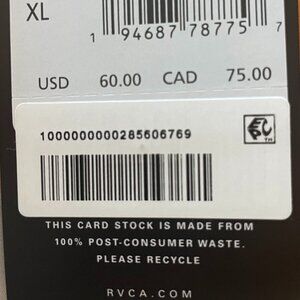 XL
1 94687 78775 7
USD 60.00 CAD 75.00
1000000000285606769
TM
THIS CARD STOCK IS MADE FROM
100% POST-CONSUMER WASTE.
PLEASE RECYCLE
RVCA.COM